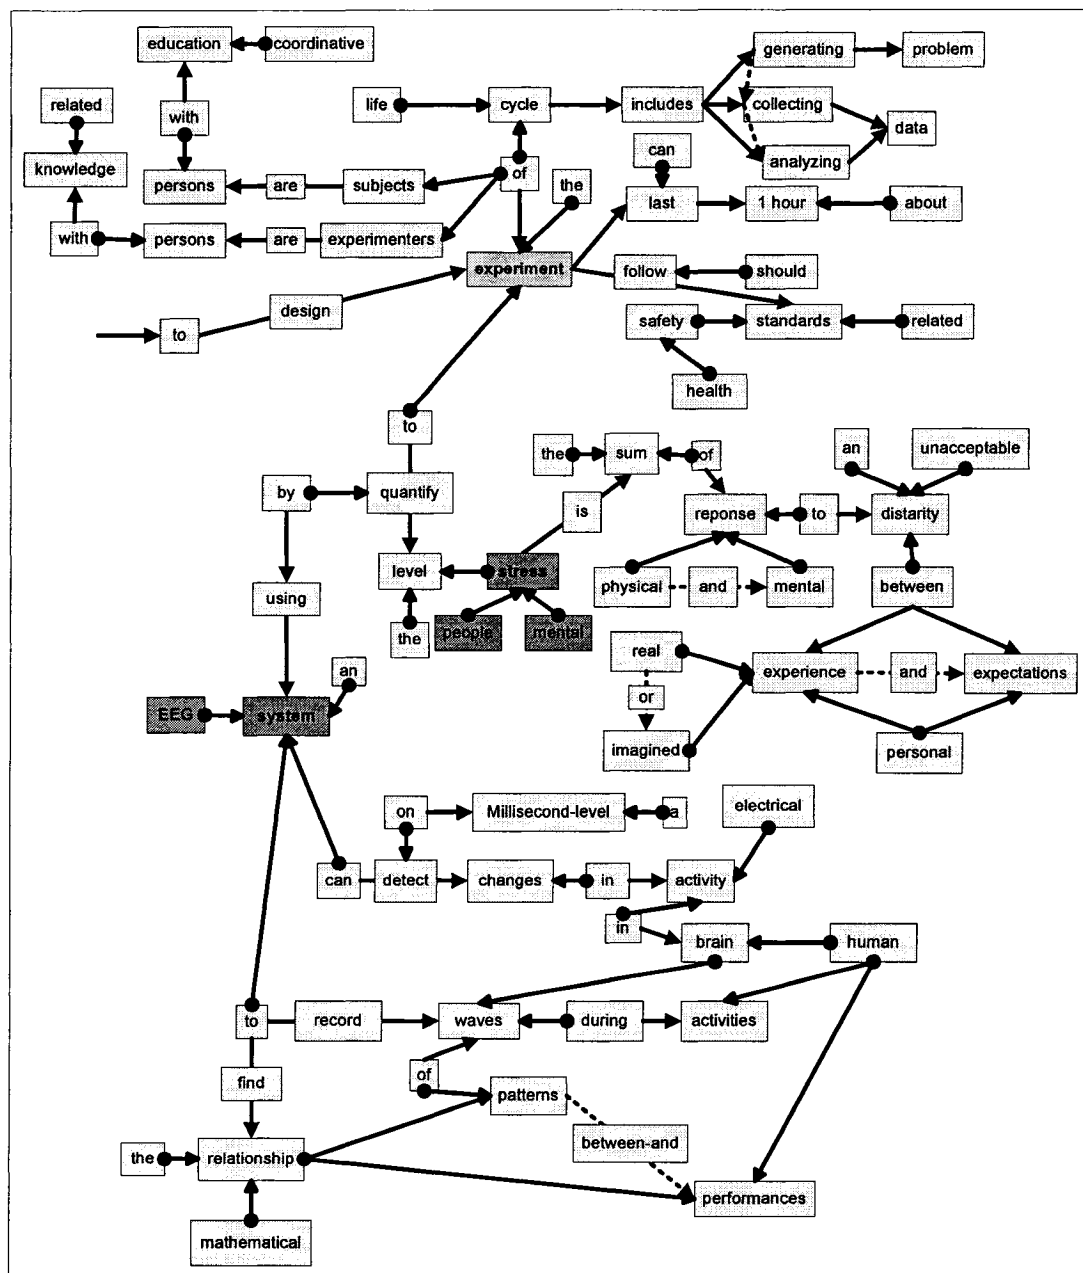 education
coordinative
generating
problem
related
life
cycle
includes
collecting
with
data
can
analyzing
knowledge
of
the
persons
are
subjects
last
1 hour
about
with
persons
are
experimenters
experiment
follow
should
design
to
safety
standards
related
health
to
the
sum
of
an
unacceptable
by
quantify
is
reponse
to
distarity
level
stress
physical
and
mental
between
using
the
people
mental
real
experience
and
expectations
an
or
EEG
system
imagined
personal
on
Millisecond-level
a
electrical
can
detect
changes
in
activity
in
brain
human
to
record
waves
during
activities
find
of
patterns
between-and
the
relationship
performances
mathematical